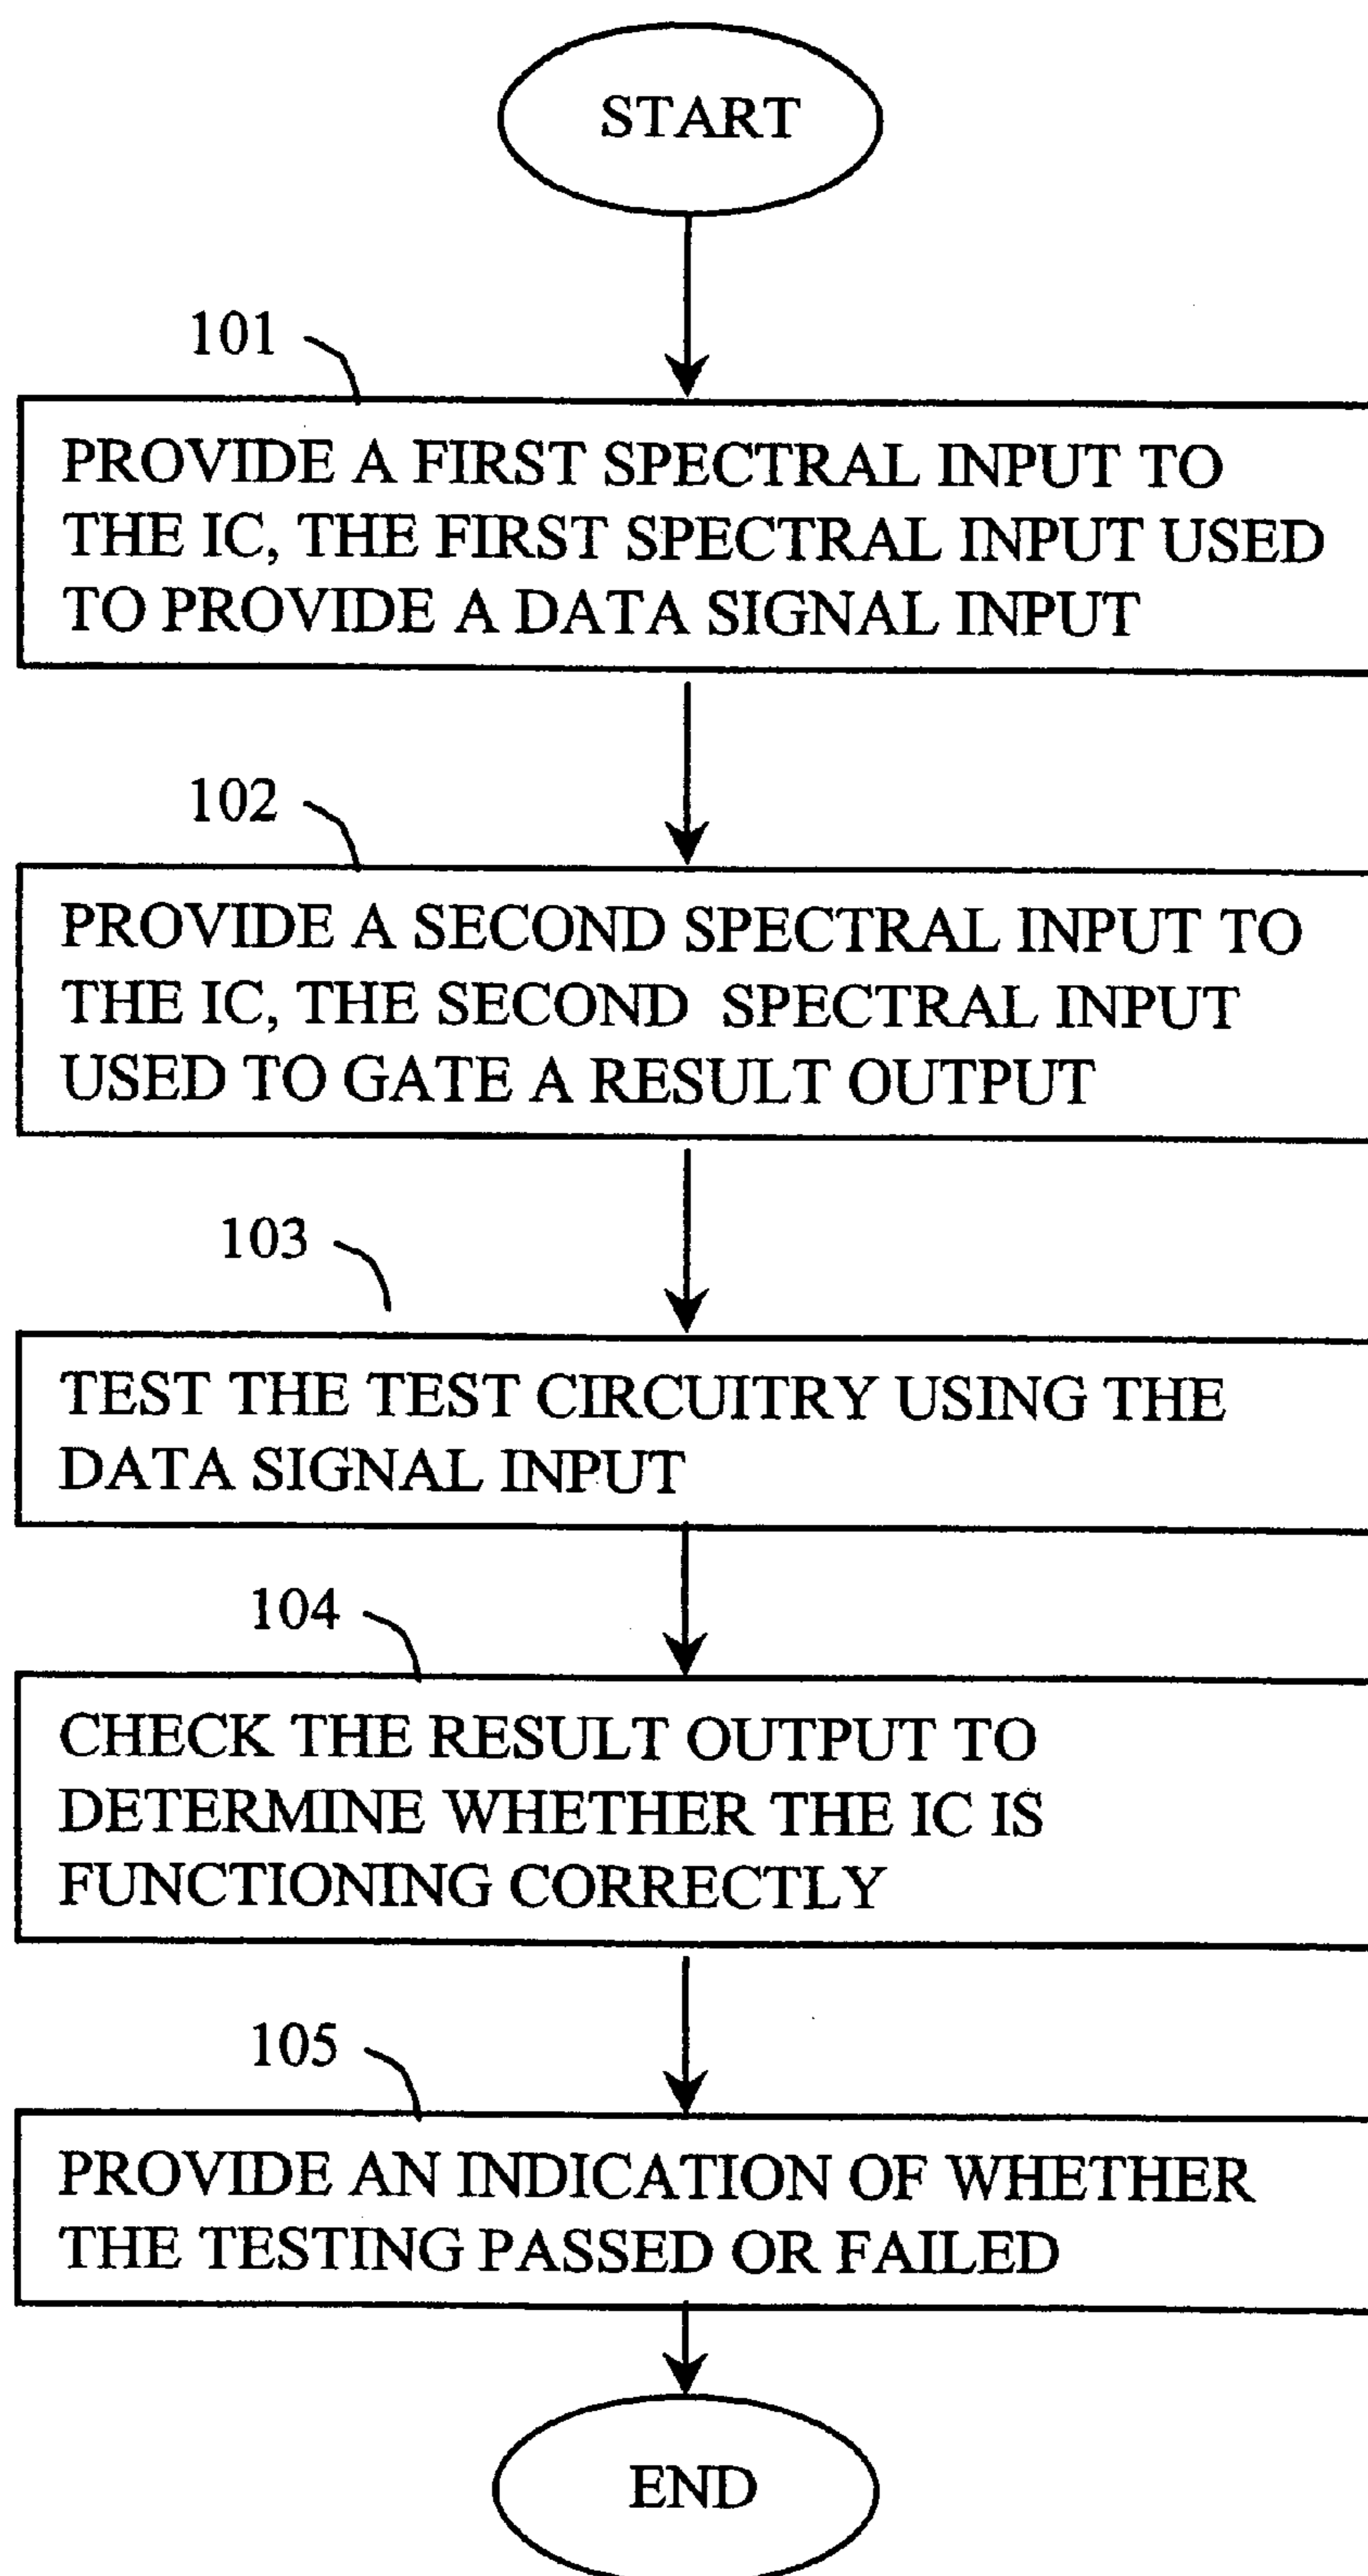 START
101
PROVIDE A FIRST SPECTRAL INPUT TO
THE IC, THE FIRST SPECTRAL INPUT USED
TO PROVIDE A DATA SIGNAL INPUT
102
PROVIDE A SECOND SPECTRAL INPUT TO
THE IC, THE SECOND SPECTRAL INPUT
USED TO GATE A RESULT OUTPUT
103
TEST THE TEST CIRCUITRY USING THE
DATA SIGNAL INPUT
104
CHECK THE RESULT OUTPUT TO
DETERMINE WHETHER THE IC IS
FUNCTIONING CORRECTLY
105
PROVIDE AN INDICATION OF WHETHER
THE TESTING PASSED OR FAILED
END